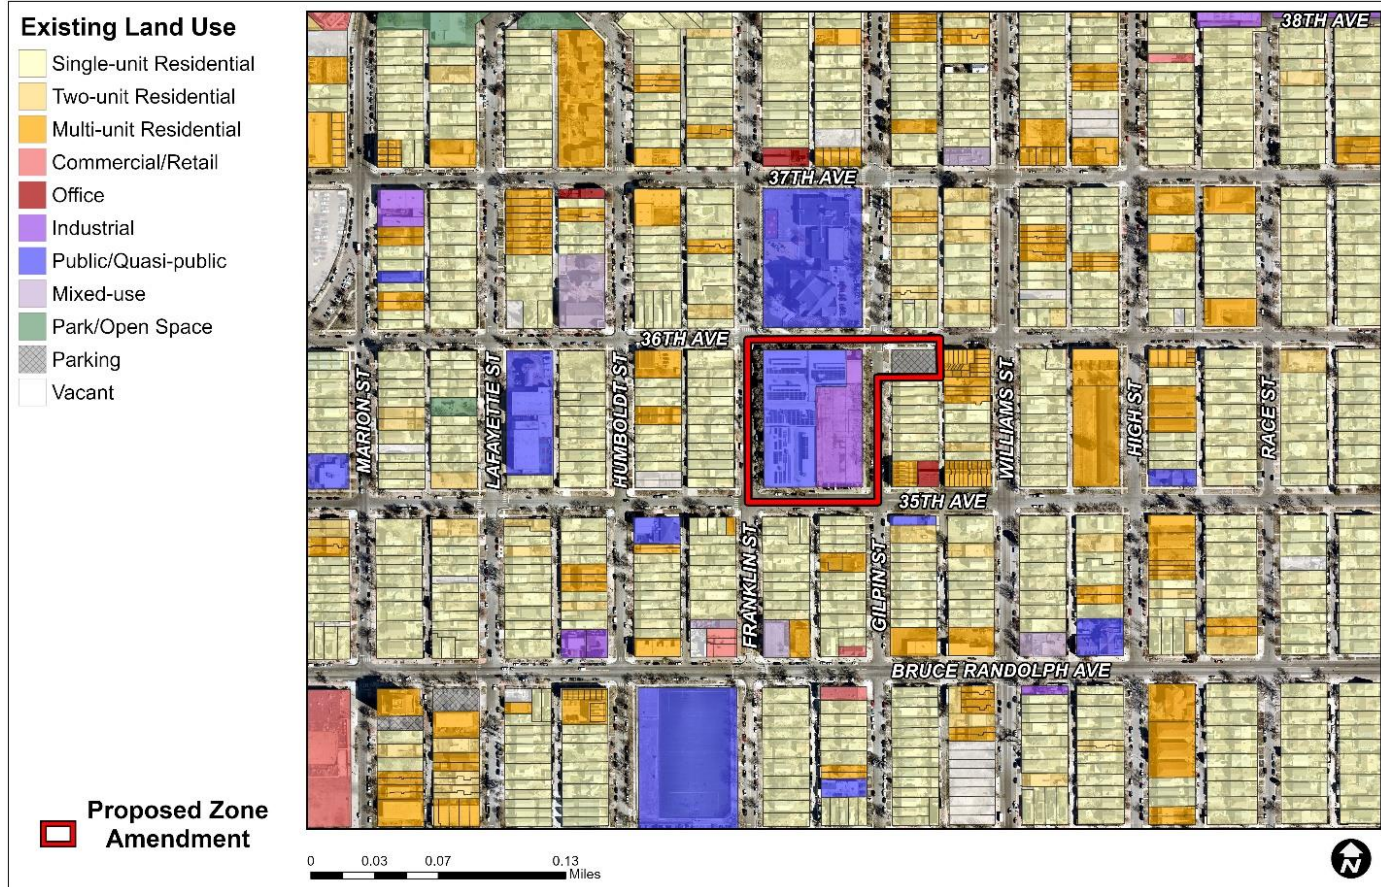 Existing Land Use
Single-unit Residential
Two-unit Residential
Multi-unit Residential
Commercial/Retail
Office
Industrial
Public/Quasi-public
Mixed-use
Park/Open Space
Parking
Vacant
Proposed Zone
Amendment
38TH AVE
37TH AVE
36TH AVE
MARION ST
LAFAYETTE ST
HUMBOLDT ST
WILLIAMS ST
HIGH ST
RACE ST
35TH AVE
FRANKLIN ST
GILPIN ST
BRUCE RANDOLPH AVE
0 0.03 0.07 0.13
Miles
N